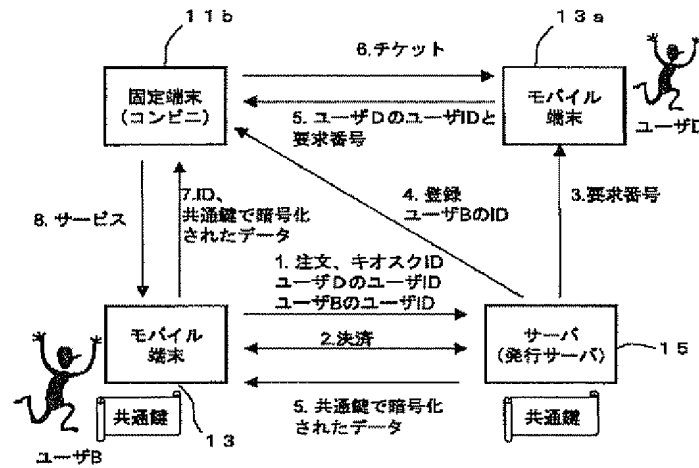 11b
13a
6.チケット
固定端末
(コンビニ)
モバイル
端末
ユーザD
5. ユーザDのユーザIDと
要求番号
7.ID、
共通鍵で暗号化
されたデータ
8. サービス
4. 登録
ユーザBのID
3.要求番号
1. 注文、キオスクID
ユーザDのユーザID
ユーザBのユーザID
モバイル
端末
2.決済
サーバ
(発行サーバ)
15
5. 共通鍵で暗号化
されたデータ
共通鍵
共通鍵
13
ユーザB